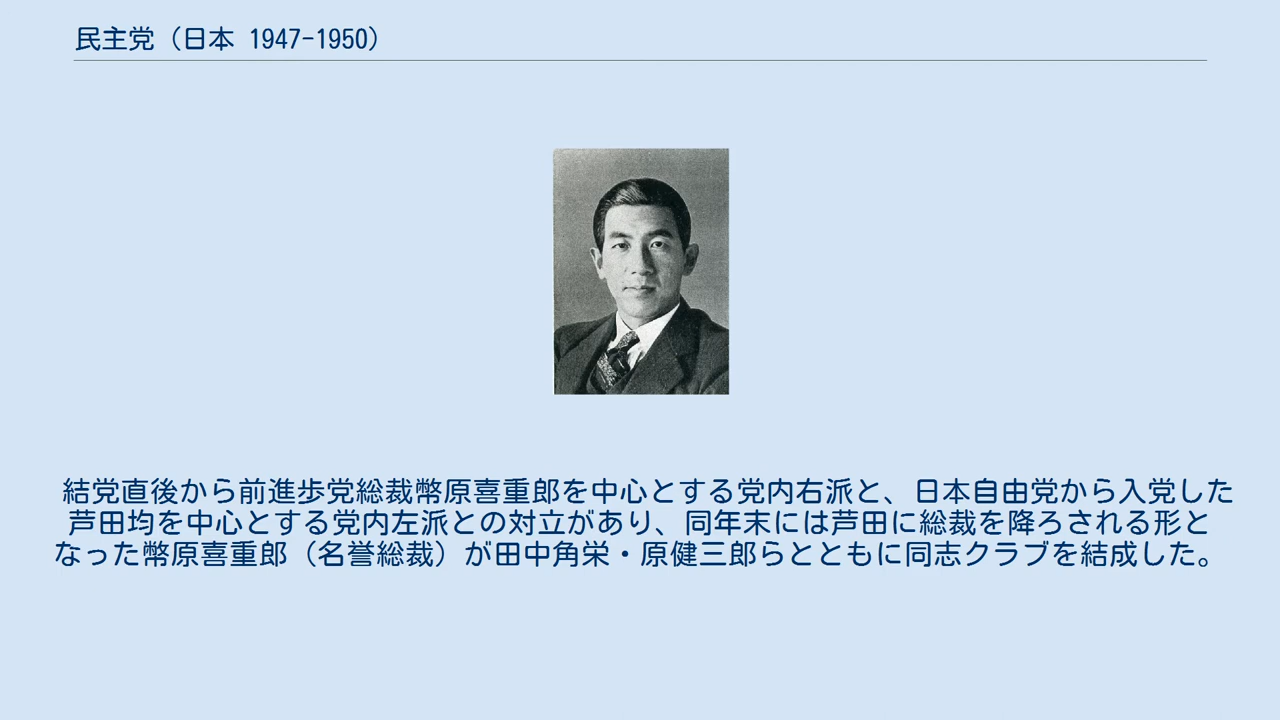 民主党（日本 1947-1950）
結党直後から前進歩党総裁幣原喜重郎を中心とする党内右派と、日本自由党から入党した
芦田均を中心とする党内左派との対立があり、同年末には芦田に総裁を降ろされる形と
なった幣原喜重郎（名誉総裁）が田中角栄・原健三郎らとともに同志クラブを結成した。